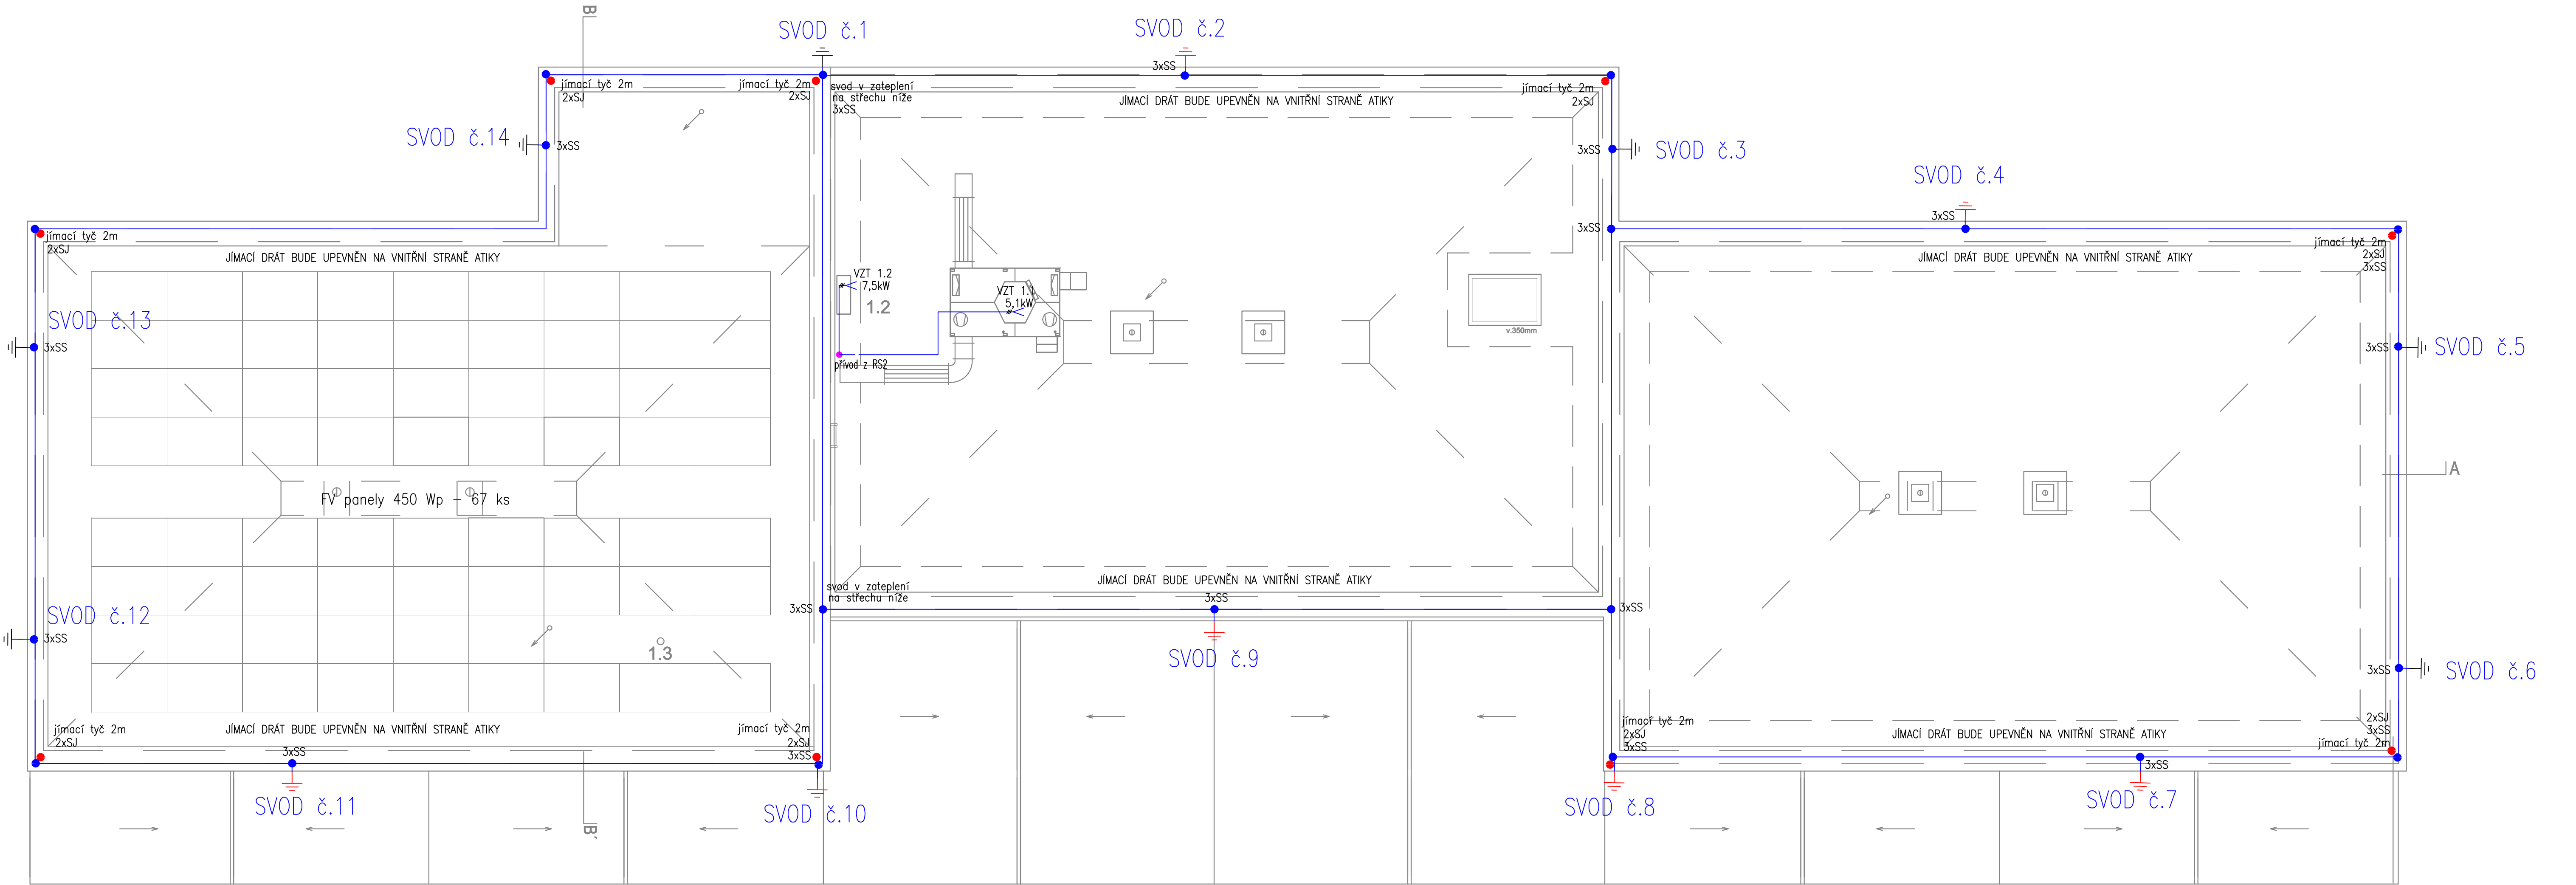 B
SVOD č.1
SVOD č.2
3xSS
jímací tyč 2m
2xSJ
jímací tyč 2m
2xSJ
svod v zateplení
na střechu níže
3xSS
JÍMACÍ DRÁT BUDE UPEVNĚN NA VNITŘNÍ STRANĚ ATIKY
jímací tyč 2m
2xSJ
SVOD č.14
3xSS
3xSS
SVOD č.3
SVOD č.4
3xSS
3xSS
jímací tyč 2m
2xSJ
JÍMACÍ DRÁT BUDE UPEVNĚN NA VNITŘNÍ STRANĚ ATIKY
JÍMACÍ DRÁT BUDE UPEVNĚN NA VNITŘNÍ STRANĚ ATIKY
jímací tyč 2m
2xSJ
3xSS
VZT 1.2
7,5kW
1.2
VZT 1.1
5,1kW
přívod z RS2
v.350mm
SVOD č.13
3xSS
3xSS
SVOD č.5
FV panely 450 Wp - 67 ks
A
svod v zateplení
na střechu níže
JÍMACÍ DRÁT BUDE UPEVNĚN NA VNITŘNÍ STRANĚ ATIKY
3xSS
3xSS
3xSS
SVOD č.12
3xSS
1.3
SVOD č.9
3xSS
SVOD č.6
jímací tyč 2m
2xSJ
JÍMACÍ DRÁT BUDE UPEVNĚN NA VNITŘNÍ STRANĚ ATIKY
3xSS
jímací tyč 2m
2xSJ
3xSS
jímací tyč 2m
2xSJ
3xSS
JÍMACÍ DRÁT BUDE UPEVNĚN NA VNITŘNÍ STRANĚ ATIKY
2xSJ
3xSS
jímací tyč 2m
3xSS
SVOD č.11
SVOD č.10
SVOD č.8
SVOD č.7
B'